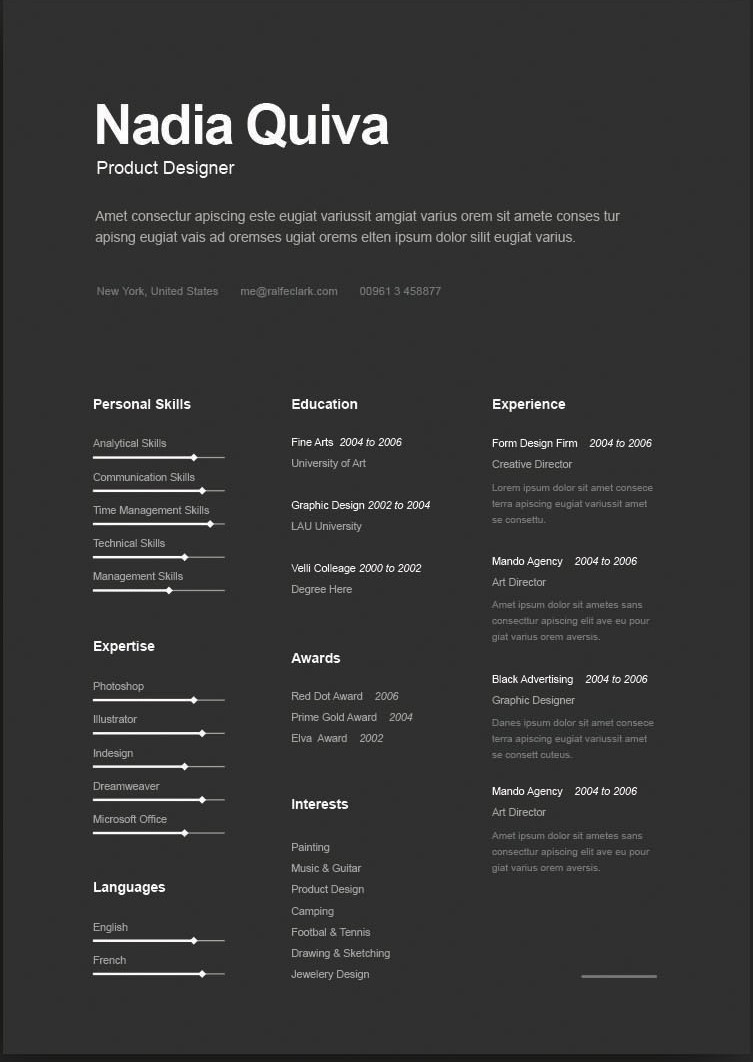 Nadia Quiva
Product Designer
Amet consectur apiscing este eugiat variussit amgiat varius orem sit amete conses tur
apisng eugiat vais ad oremses ugiat orems elten ipsum dolor silit eugiat varius.
New York, United States me@ralfeclark.com 00961 3 458877
Personal Skills
Analytical Skills
Communication Skills
Time Management Skills
Technical Skills
Management Skills
Expertise
Photoshop
Illustrator
Indesign
Dreamweaver
Microsoft Office
Languages
English
French
Education
Fine Arts 2004 to 2006
University of Art
Graphic Design 2002 to 2004
LAU University
Velli Colleage 2000 to 2002
Degree Here
Awards
Red Dot Award 2006
Prime Gold Award 2004
Elva Award 2002
Interests
Painting
Music & Guitar
Product Design
Camping
Footbal & Tennis
Drawing & Sketching
Jewelery Design
Experience
Form Design Firm 2004 to 2006
Creative Director
Lorem ipsum dolor sit amet consece
terra apiscing eugiat variussit amet
se consettu.
Mando Agency 2004 to 2006
Art Director
Amet ipsum dolor sit ametes sans
consecttur apiscing elit ave eu pour
giat varius orem aversis.
Black Advertising 2004 to 2006
Graphic Designer
Danes ipsum dolor sit amet consece
terra apiscing eugiat variussit amet
se consett cuteus.
Mando Agency 2004 to 2006
Art Director
Amet ipsum dolor sit ametes sans
consecttur apiscing elit ave eu pour
giat varius orem aversis.